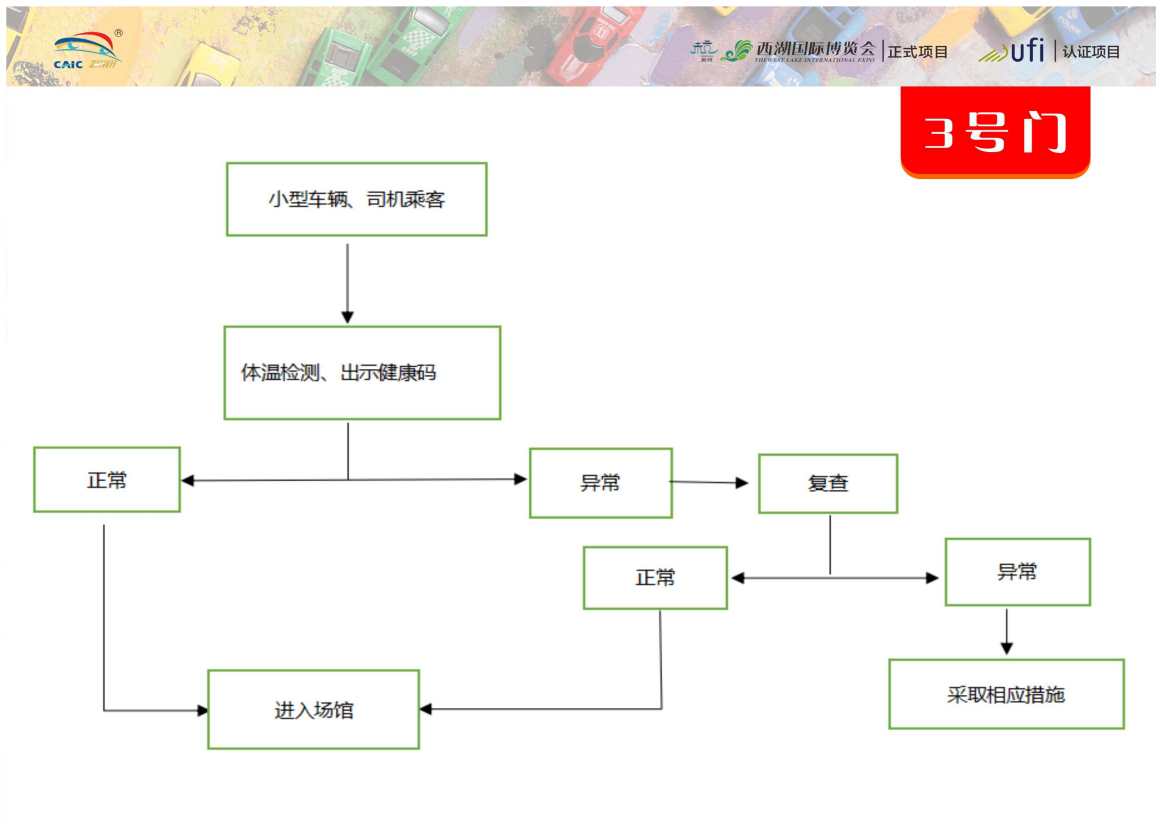 CAIC
®
西湖国际博览会
THE WEST LAKE INTERNATIONAL EXPO
正式项目
ufi
认证项目
3号门
小型车辆、司机乘客
体温检测、出示健康码
正常
异常
复查
正常
异常
进入场馆
采取相应措施